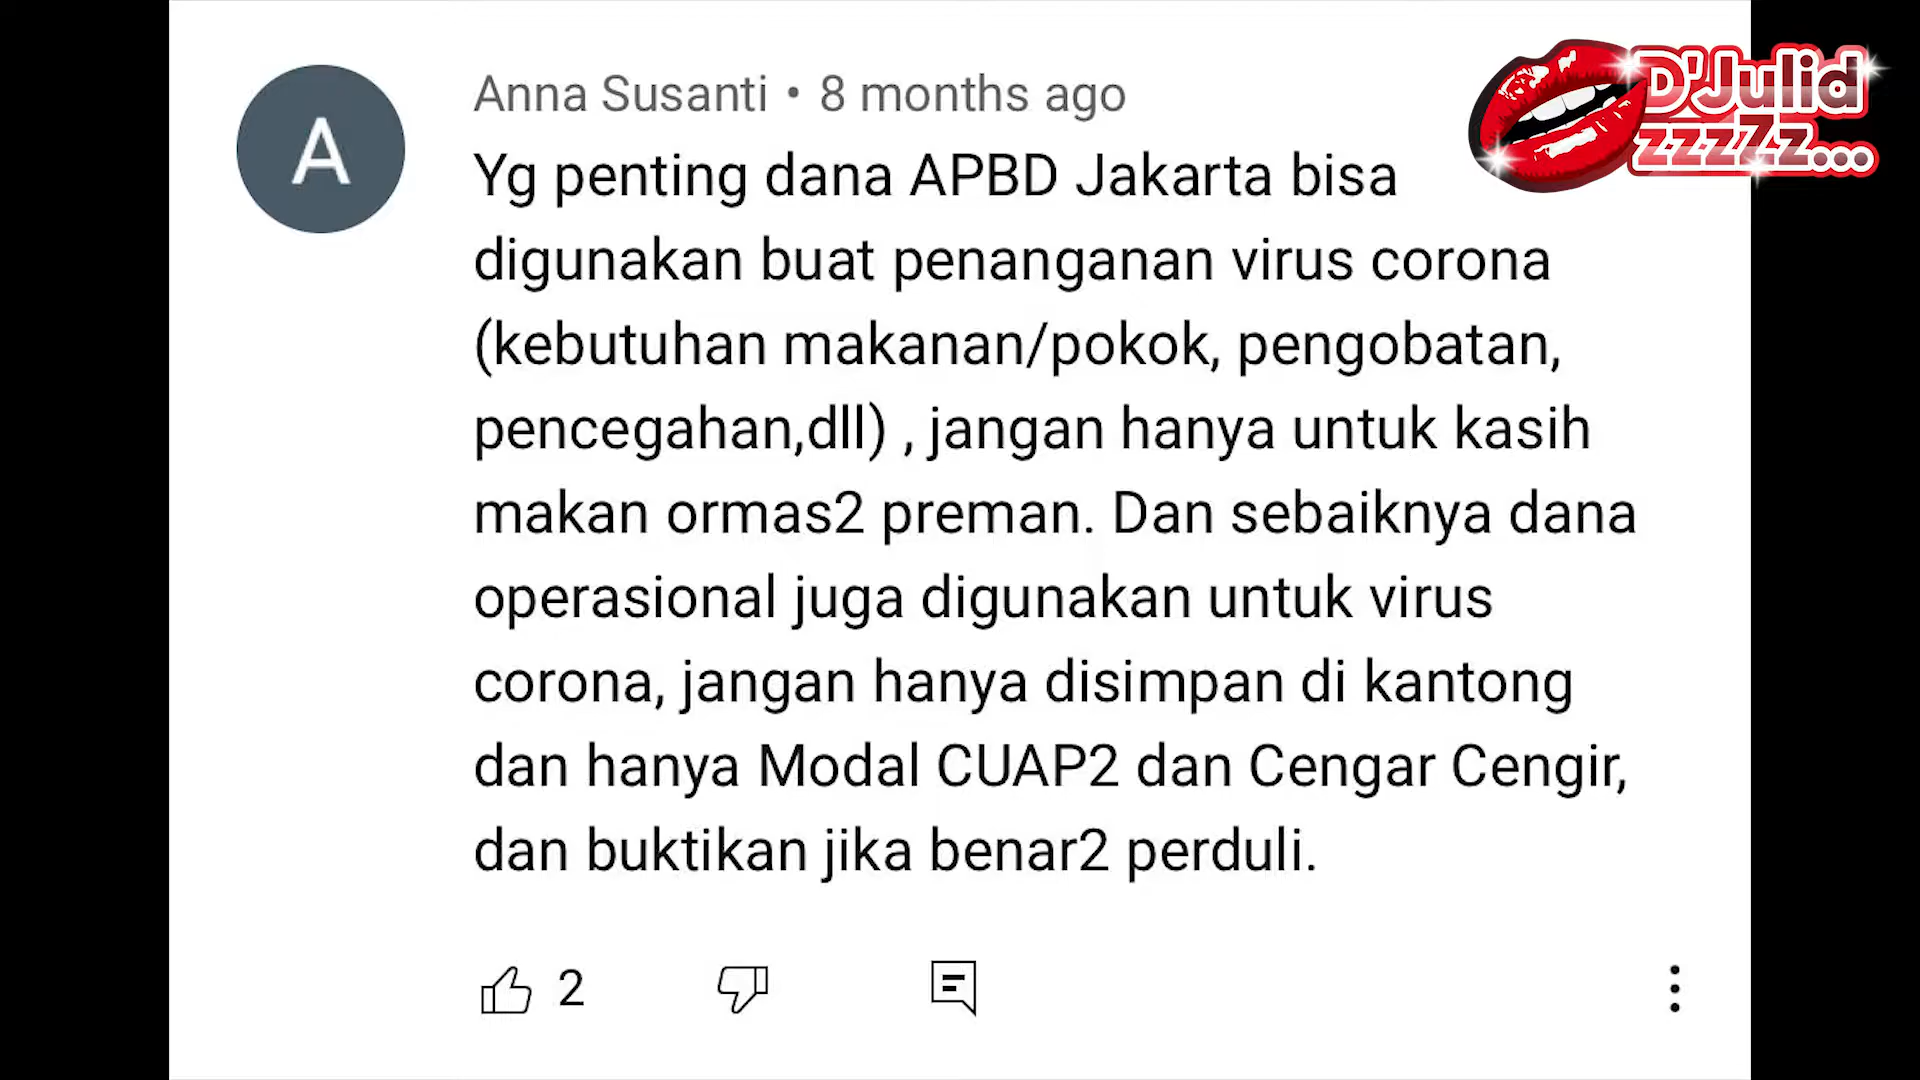 A
Anna Susanti • 8 months ago
Yg penting dana APBD Jakarta bisa
digunakan buat penanganan virus corona
(kebutuhan makanan/pokok, pengobatan,
pencegahan,dll) , jangan hanya untuk kasih
makan ormas2 preman. Dan sebaiknya dana
operasional juga digunakan untuk virus
corona, jangan hanya disimpan di kantong
dan hanya Modal CUAP2 dan Cengar Cengir,
dan buktikan jika benar2 perduli.
2
D'Julid
zzzzZz...